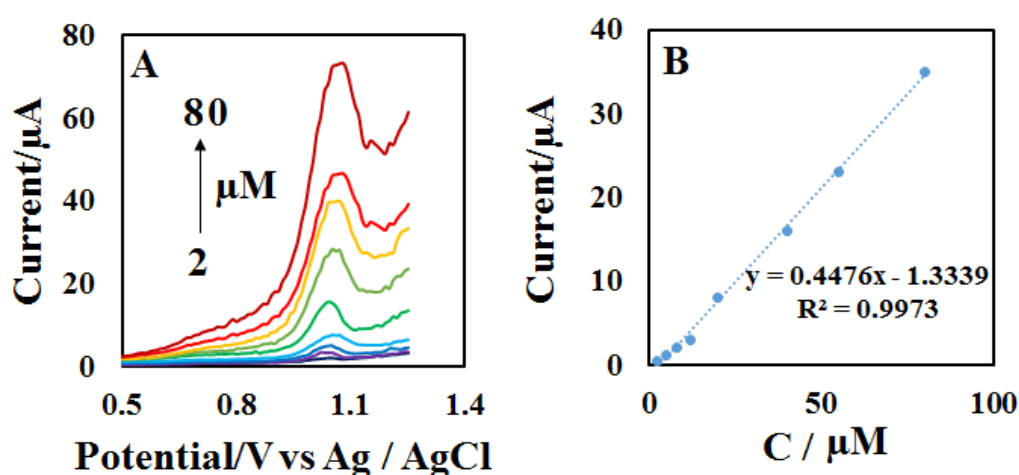 A
80
μM
2
Current/μA
80
60
40
20
0
0.5 0.8 1.1 1.4
Potential/V vs Ag / AgCl
B
y = 0.4476x - 1.3339
R² = 0.9973
Current/μA
40
30
20
10
0
0 50 100
C / μM